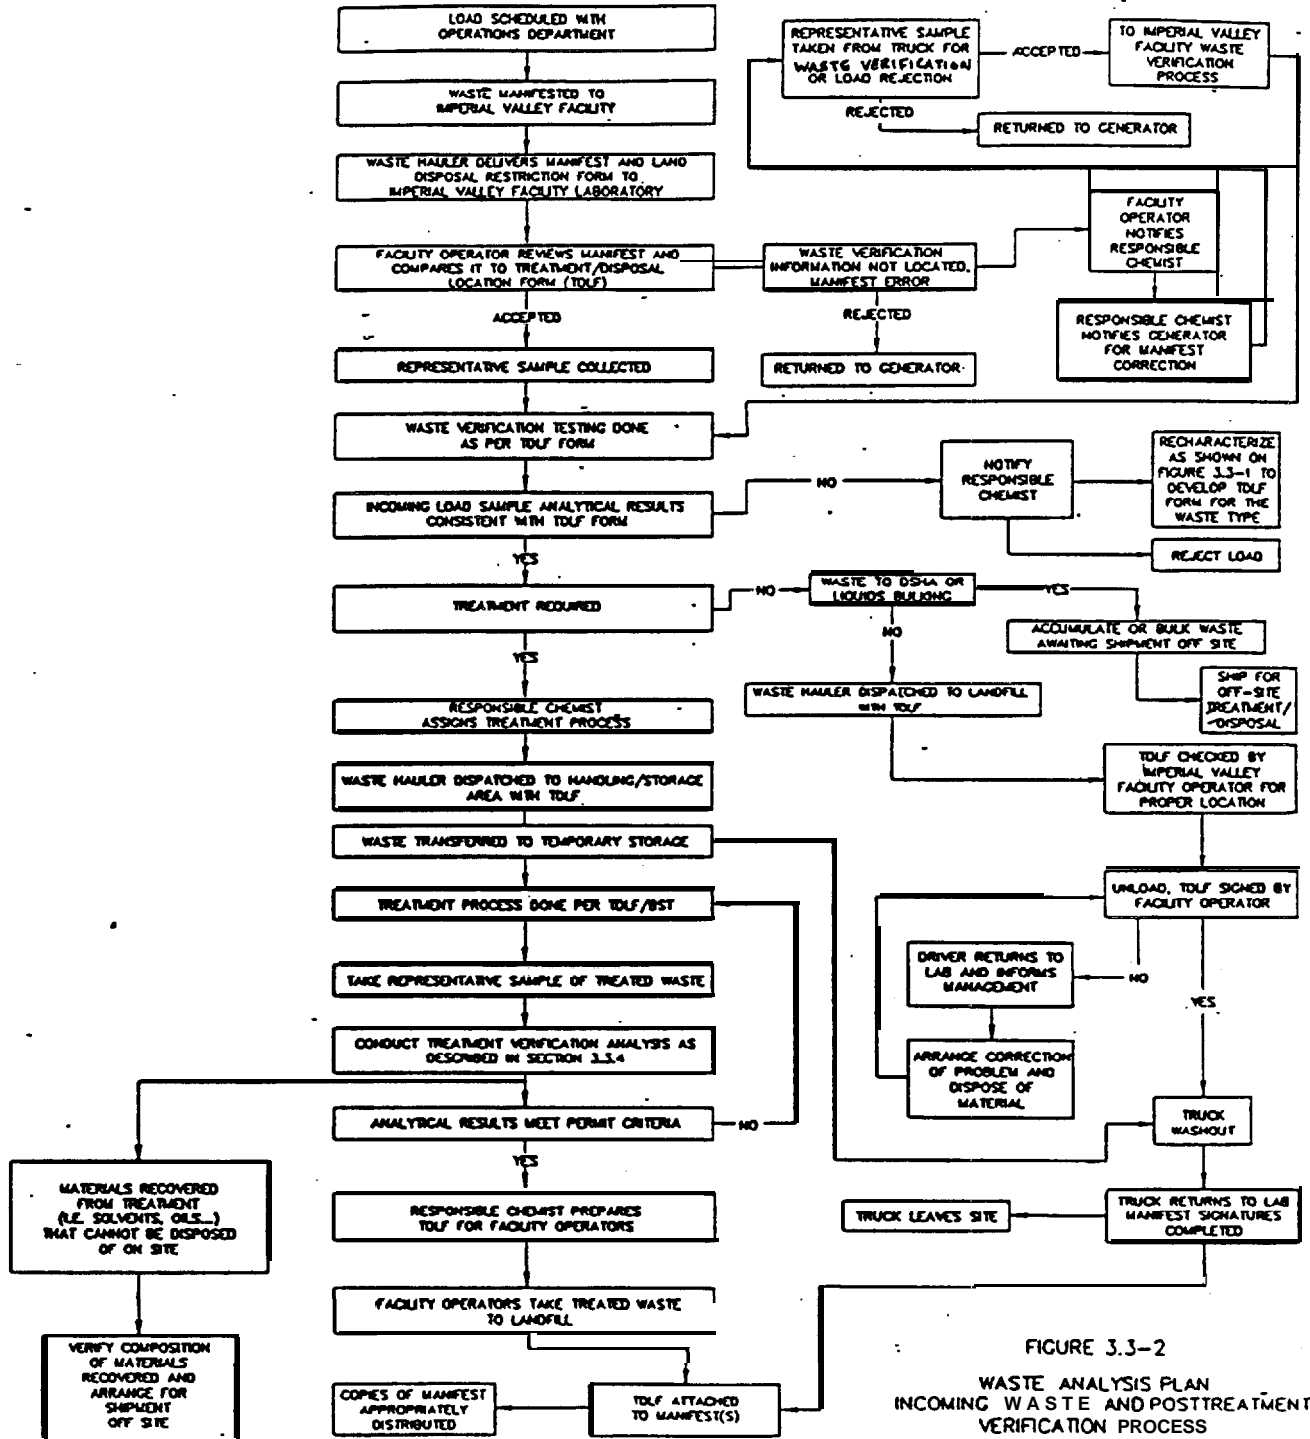 LOAD SCHEDULED WITH
OPERATIONS DEPARTMENT
WASTE MANIFESTED TO
IMPERIAL VALLEY FACILITY
WASTE HAULER DELIVERS MANIFEST AND LAND
DISPOSAL RESTRICTION FORM TO
IMPERIAL VALLEY FACILITY LABORATORY
FACILITY OPERATOR REVIEWS MANIFEST AND
COMPARES IT TO TREATMENT/DISPOSAL
LOCATION FORM (TDLF)
ACCEPTED
REPRESENTATIVE SAMPLE COLLECTED
WASTE VERIFICATION TESTING DONE
AS PER TDLF FORM
INCOMING LOAD SAMPLE ANALYTICAL RESULTS
CONSISTENT WITH TDLF FORM
YES
TREATMENT REQUIRED
YES
RESPONSIBLE CHEMIST
ASSIGNS TREATMENT PROCESS
WASTE HAULER DISPATCHED TO HANDLING/STORAGE
AREA WITH TDLF
WASTE TRANSFERRED TO TEMPORARY STORAGE
TREATMENT PROCESS DONE PER TDLF/BST
TAKE REPRESENTATIVE SAMPLE OF TREATED WASTE
CONDUCT TREATMENT VERIFICATION ANALYSIS AS
DESCRIBED IN SECTION 3.3.4
ANALYTICAL RESULTS MEET PERMIT CRITERIA
NO
YES
RESPONSIBLE CHEMIST PREPARES
TDLF FOR FACILITY OPERATORS
FACILITY OPERATORS TAKE TREATED WASTE
TO LANDFILL
TDLF ATTACHED
TO MANIFEST(S)
COPIES OF MANIFEST
APPROPRIATELY
DISTRIBUTED
MATERIALS RECOVERED
FROM TREATMENT
(I.E. SOLVENTS, OILS...)
THAT CANNOT BE DISPOSED
OF ON SITE
VERIFY COMPOSITION
OF MATERIALS
RECOVERED AND
ARRANGE FOR
SHIPMENT
OFF SITE
REPRESENTATIVE SAMPLE
TAKEN FROM TRUCK FOR
WASTE VERIFICATION
OR LOAD REJECTION
ACCEPTED
TO IMPERIAL VALLEY
FACILITY WASTE
VERIFICATION
PROCESS
REJECTED
RETURNED TO GENERATOR
WASTE VERIFICATION
INFORMATION NOT LOCATED,
MANIFEST ERROR
REJECTED
RETURNED TO GENERATOR
FACILITY
OPERATOR
NOTIFIES
RESPONSIBLE
CHEMIST
RESPONSIBLE CHEMIST
NOTIFIES GENERATOR
FOR MANIFEST
CORRECTION
NO
NOTIFY
RESPONSIBLE
CHEMIST
RECHARACTERIZE
AS SHOWN ON
FIGURE 3.3-1 TO
DEVELOP TDLF
FORM FOR THE
WASTE TYPE
REJECT LOAD
NO
WASTE TO DSHA OR
LIQUIDS BULKING
YES
NO
ACCUMULATE OR BULK WASTE
AWAITING SHIPMENT OFF SITE
SHIP FOR
OFF-SITE
TREATMENT/
DISPOSAL
WASTE HAULER DISPATCHED TO LANDFILL
WITH TDLF
TDLF CHECKED BY
IMPERIAL VALLEY
FACILITY OPERATOR FOR
PROPER LOCATION
UNLOAD, TDLF SIGNED BY
FACILITY OPERATOR
NO
YES
DRIVER RETURNS TO
LAB AND INFORMS
MANAGEMENT
ARRANGE CORRECTION
OF PROBLEM AND
DISPOSE OF
MATERIAL
TRUCK
WASHOUT
TRUCK RETURNS TO LAB
MANIFEST SIGNATURES
COMPLETED
TRUCK LEAVES SITE
FIGURE 3.3-2
WASTE ANALYSIS PLAN
INCOMING WASTE AND POSTTREATMENT
VERIFICATION PROCESS